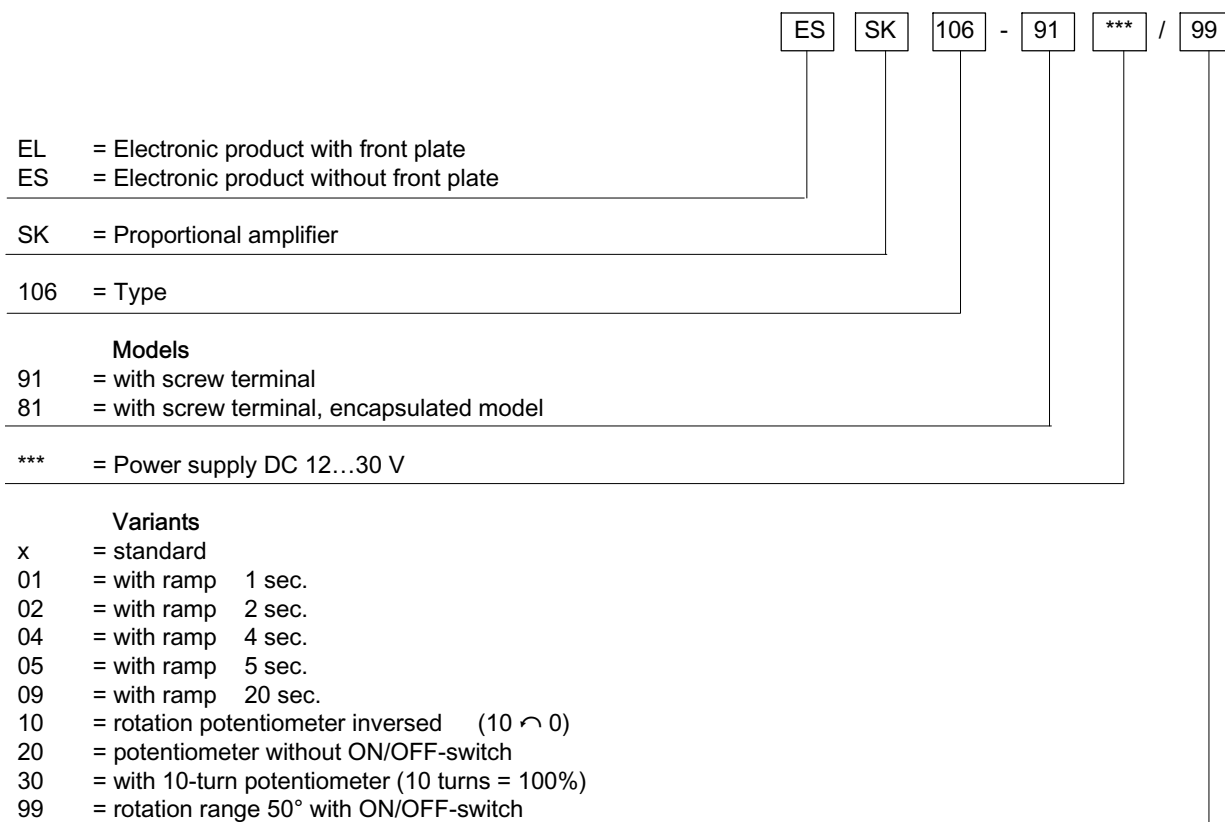 ES SK 106 - 91 *** / 99
EL = Electronic product with front plate
ES = Electronic product without front plate
SK = Proportional amplifier
106 = Type
Models
91 = with screw terminal
81 = with screw terminal, encapsulated model
*** = Power supply DC 12…30 V
Variants
x = standard
01 = with ramp 1 sec.
02 = with ramp 2 sec.
04 = with ramp 4 sec.
05 = with ramp 5 sec.
09 = with ramp 20 sec.
10 = rotation potentiometer inversed (10 ↶ 0)
20 = potentiometer without ON/OFF-switch
30 = with 10-turn potentiometer (10 turns = 100%)
99 = rotation range 50° with ON/OFF-switch